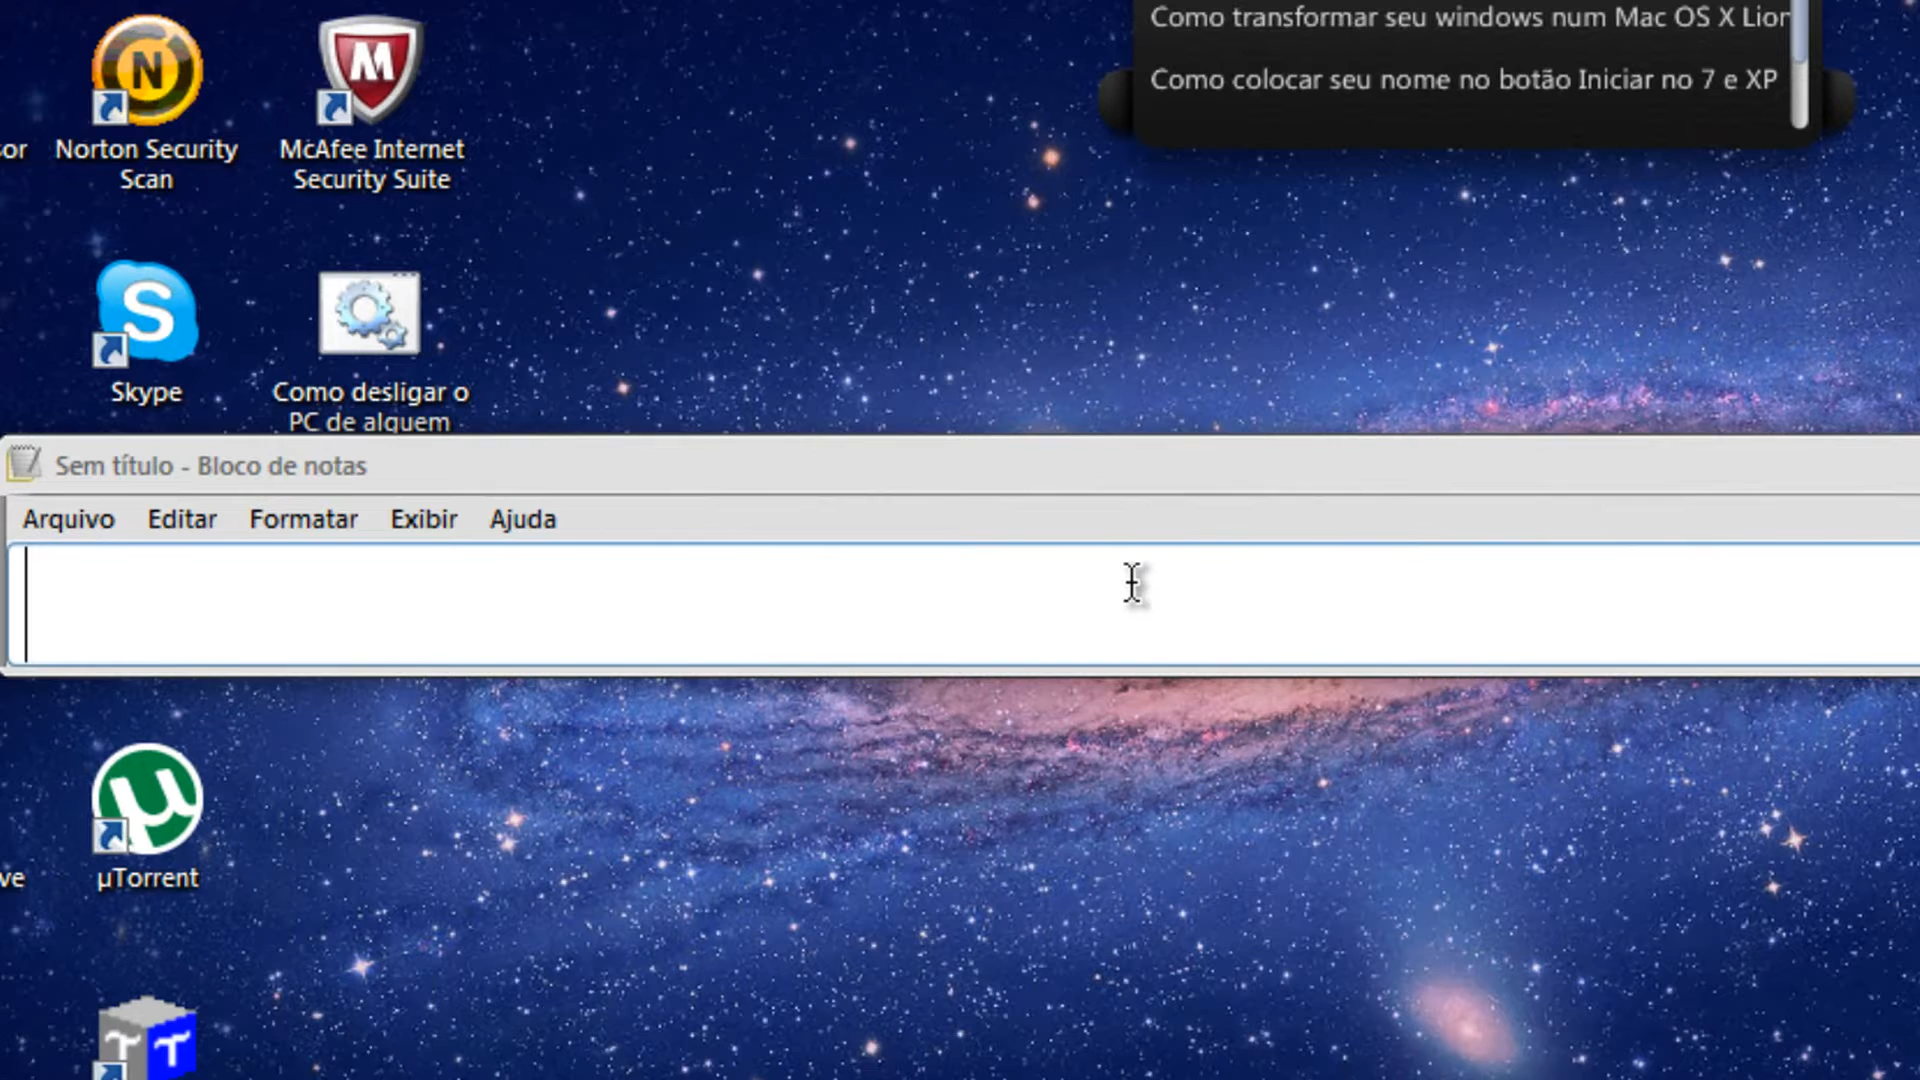 Como transformar seu windows num Mac OS X Lion
Como colocar seu nome no botão Iniciar no 7 e XP
N
M
sor
Norton Security
Scan
McAfee Internet
Security Suite
S
Skype
Como desligar o
PC de alguem
Sem título - Bloco de notas
Arquivo Editar Formatar Exibir Ajuda
µ
ve
µTorrent
T T